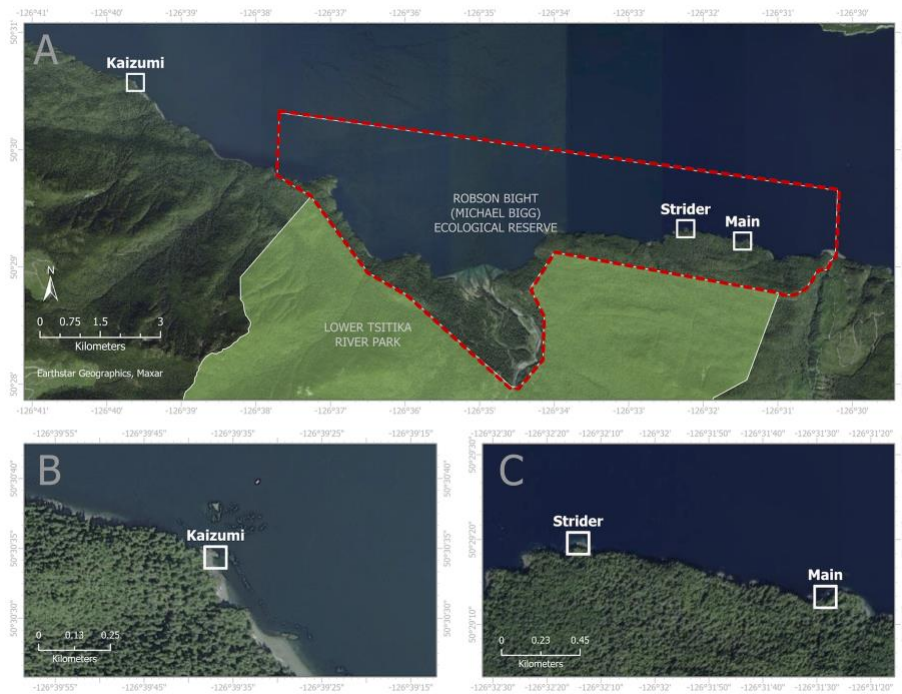 -126°41' -126°40' -126°39' -126°38' -126°37' -126°36' -126°35' -126°34' -126°33' -126°32' -126°31' -126°30'
50°31'
A
Kaizumi
50°30'
ROBSON BIGHT
(MICHAEL BIGG)
ECOLOGICAL RESERVE
Strider
Main
50°29'
N
0 0.75 1.5 3
Kilometers
LOWER TSITIKA
RIVER PARK
Earthstar Geographics, Maxar
50°28'
-126°41' -126°40' -126°39' -126°38' -126°37' -126°36' -126°35' -126°34' -126°33' -126°32' -126°31' -126°30'
-126°39'55" -126°39'45" -126°39'35" -126°39'25" -126°39'15"
B
50°30'40" 50°30'40"
Kaizumi
50°30'35" 50°30'35"
50°30'30" 50°30'30"
0 0.13 0.25
Kilometers
-126°39'55" -126°39'45" -126°39'35" -126°39'25" -126°39'15"
-126°32'30" -126°32'20" -126°32'10" -126°32' -126°31'50" -126°31'40" -126°31'30" -126°31'20"
50°29'30"
C
Strider
50°29'20"
Main
50°29'10"
0 0.23 0.45
Kilometers
-126°32'30" -126°32'20" -126°32'10" -126°32' -126°31'50" -126°31'40" -126°31'30" -126°31'20"